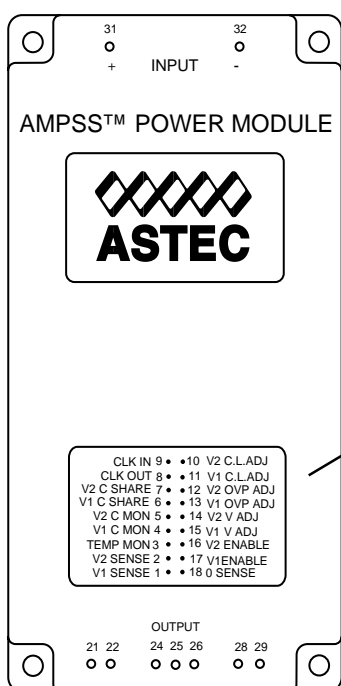 31 32
+ INPUT -
AMPSS™ POWER MODULE
ASTEC
CLK IN 9 • •10 V2 C.L.ADJ
CLK OUT 8 • •11 V1 C.L.ADJ
V2 C SHARE 7 • •12 V2 OVP ADJ
V1 C SHARE 6 • •13 V1 OVP ADJ
V2 C MON 5 • •14 V2 V ADJ
V1 C MON 4 • •15 V1 V ADJ
TEMP MON 3 • •16 V2 ENABLE
V2 SENSE 2 • •17 V1ENABLE
V1 SENSE 1 • •18 0 SENSE
OUTPUT
21 22 24 25 26 28 29